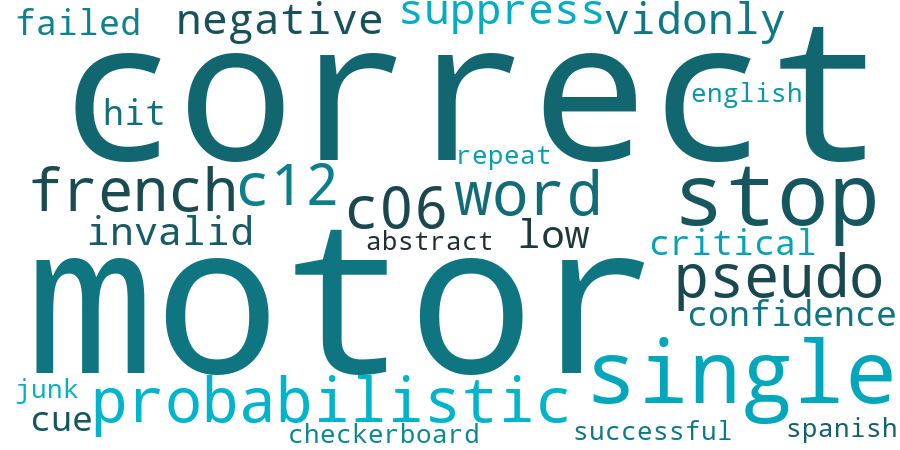 failed negative suppress vidonly
correct
hit english
repeat
french c12 c06 word stop
invalid abstract low critical
motor pseudo
confidence
single
junk probabilistic
cue checkerboard successful spanish